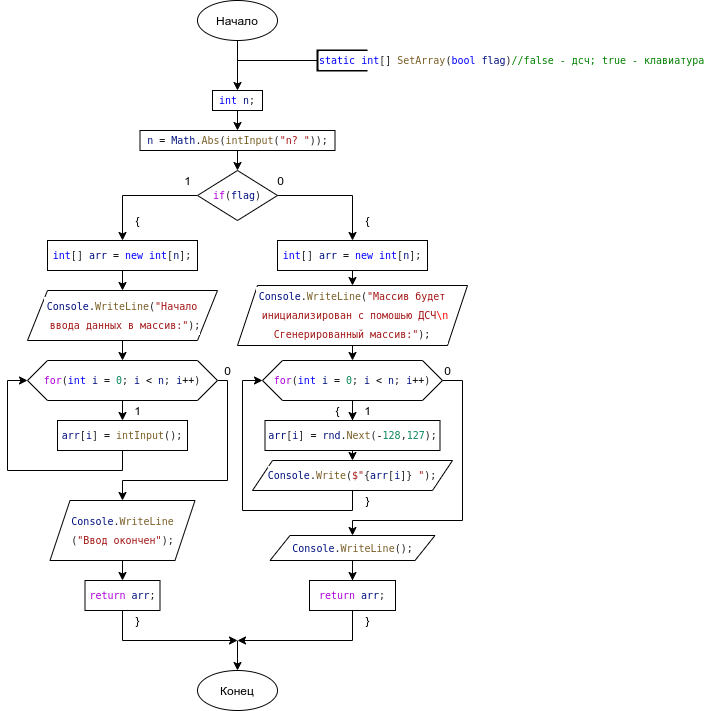 Начало
static int[] SetArray(bool flag)//false - дсч; true - клавиатура
int n;
n = Math.Abs(intInput("n? "));
1
0
if(flag)
{
{
int[] arr = new int[n];
int[] arr = new int[n];
Console.WriteLine("Начало
ввода данных в массив:");
Console.WriteLine("Массив будет
инициализирован с помошью ДСЧ\n
Сгенерированный массив:");
for(int i = 0; i < n; i++)
0
for(int i = 0; i < n; i++)
0
1
{
1
arr[i] = intInput();
arr[i] = rnd.Next(-128,127);
Console.Write($"{arr[i]} ");
}
Console.WriteLine
("Ввод окончен");
Console.WriteLine();
return arr;
return arr;
}
}
Конец